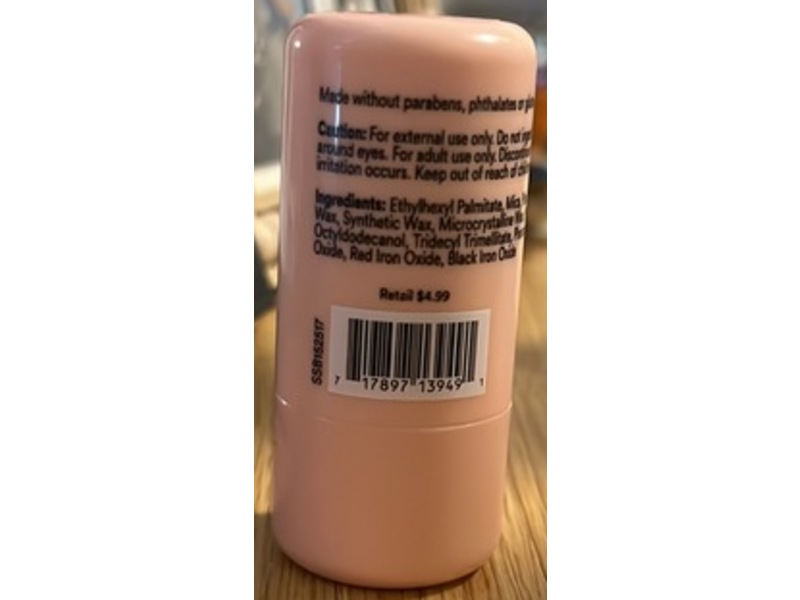 Made without parabens, phthalates or
Caution: For external use only. Do not
around eyes. For adult use only.
irritation occurs. Keep out of reach of
Ingredients: Ethylhexyl Palmitate, Mica,
Wax, Synthetic Wax, Microcrystalline
Octyldodecanol, Tridecyl Trimellitate,
Oxide, Red Iron Oxide, Black Iron Oxide
Retail $4.99
SSB152517
7 17897 13949 1